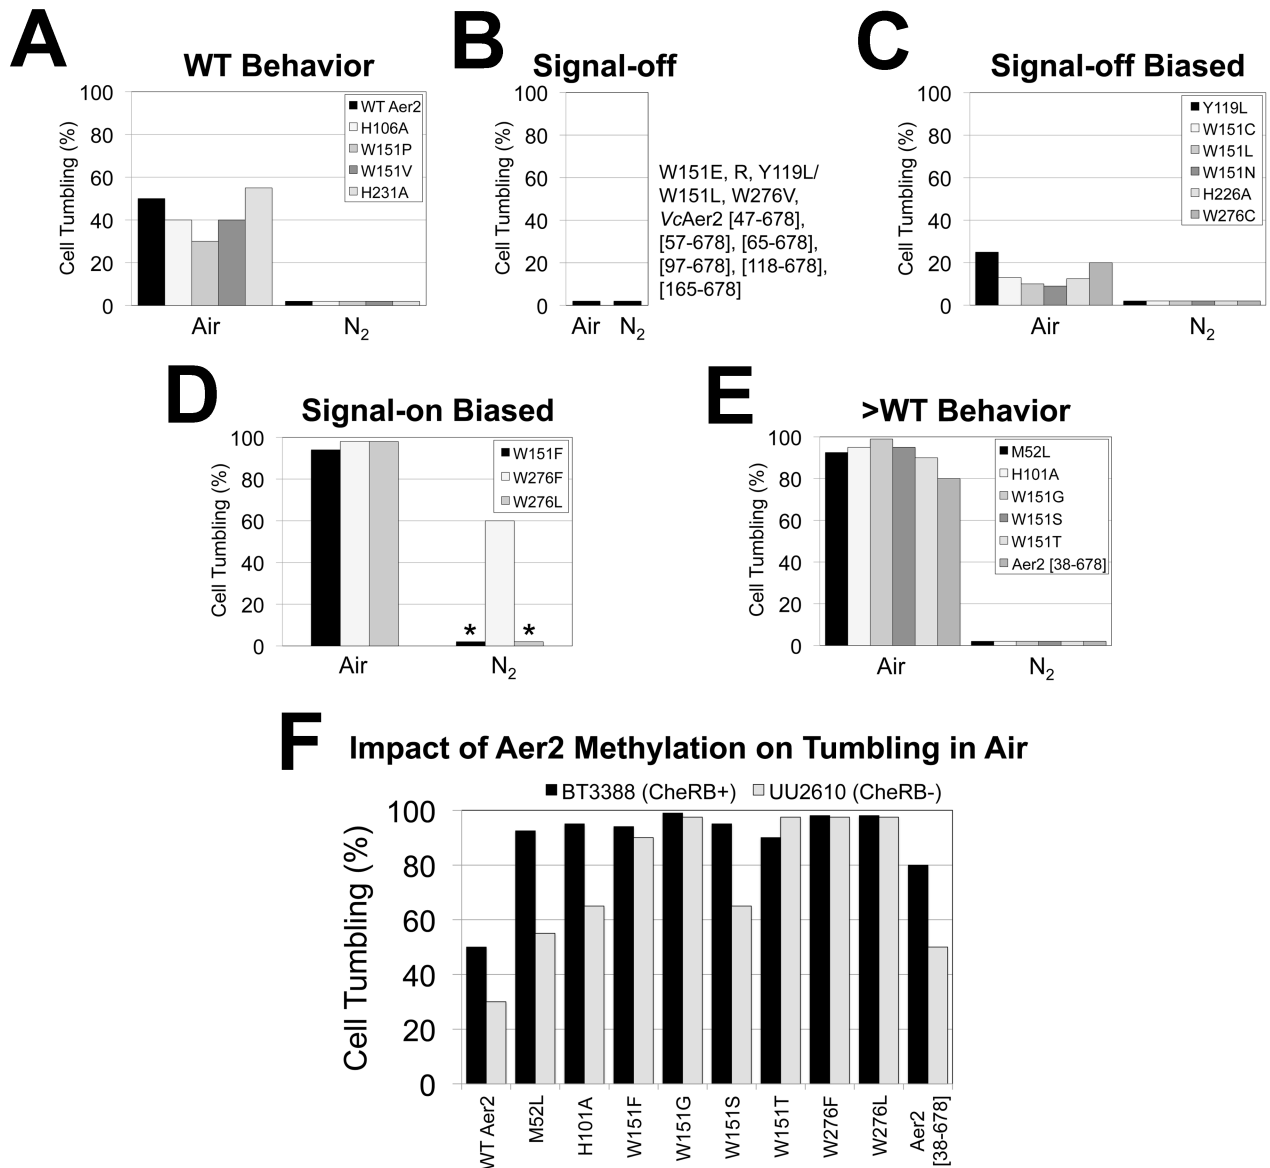 A
WT Behavior
Cell Tumbling (%)
100
80
60
40
20
0
Air
N2
WT Aer2
H106A
W151P
W151V
H231A
B
Signal-off
Cell Tumbling (%)
100
80
60
40
20
0
Air
N2
W151E, R, Y119L/
W151L, W276V,
VcAer2 [47-678],
[57-678], [65-678],
[97-678], [118-678],
[165-678]
C
Signal-off Biased
Cell Tumbling (%)
100
80
60
40
20
0
Air
N2
Y119L
W151C
W151L
W151N
H226A
W276C
D
Signal-on Biased
Cell Tumbling (%)
100
80
60
40
20
0
* *
Air
N2
W151F
W276F
W276L
E
>WT Behavior
Cell Tumbling (%)
100
80
60
40
20
0
Air
N2
M52L
H101A
W151G
W151S
W151T
Aer2 [38-678]
F
Impact of Aer2 Methylation on Tumbling in Air
BT3388 (CheRB+) UU2610 (CheRB-)
Cell Tumbling (%)
100
80
60
40
20
0
WT Aer2
M52L
H101A
W151F
W151G
W151S
W151T
W276F
W276L
Aer2
[38-678]